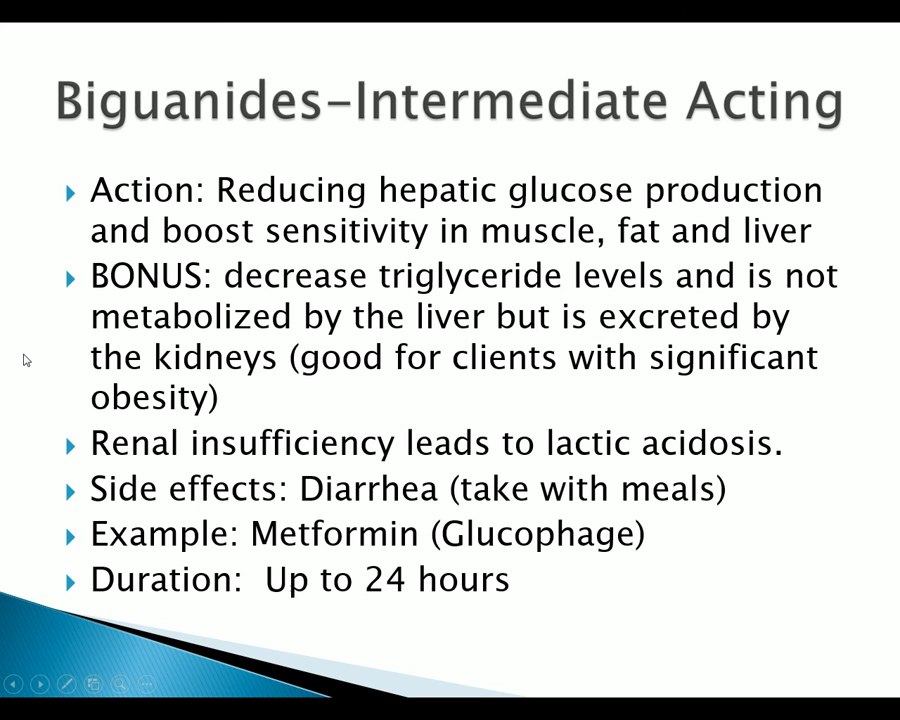 Biguanides-Intermediate Acting
Action: Reducing hepatic glucose production
and boost sensitivity in muscle, fat and liver
BONUS: decrease triglyceride levels and is not
metabolized by the liver but is excreted by
the kidneys (good for clients with significant
obesity)
Renal insufficiency leads to lactic acidosis.
Side effects: Diarrhea (take with meals)
Example: Metformin (Glucophage)
Duration:  Up to 24 hours